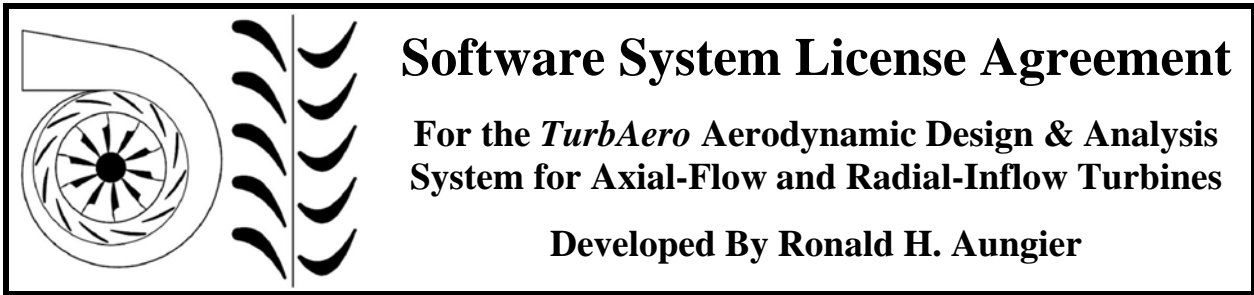 Software System License Agreement
For the TurbAero Aerodynamic Design & Analysis
System for Axial-Flow and Radial-Inflow Turbines
Developed By Ronald H. Aungier